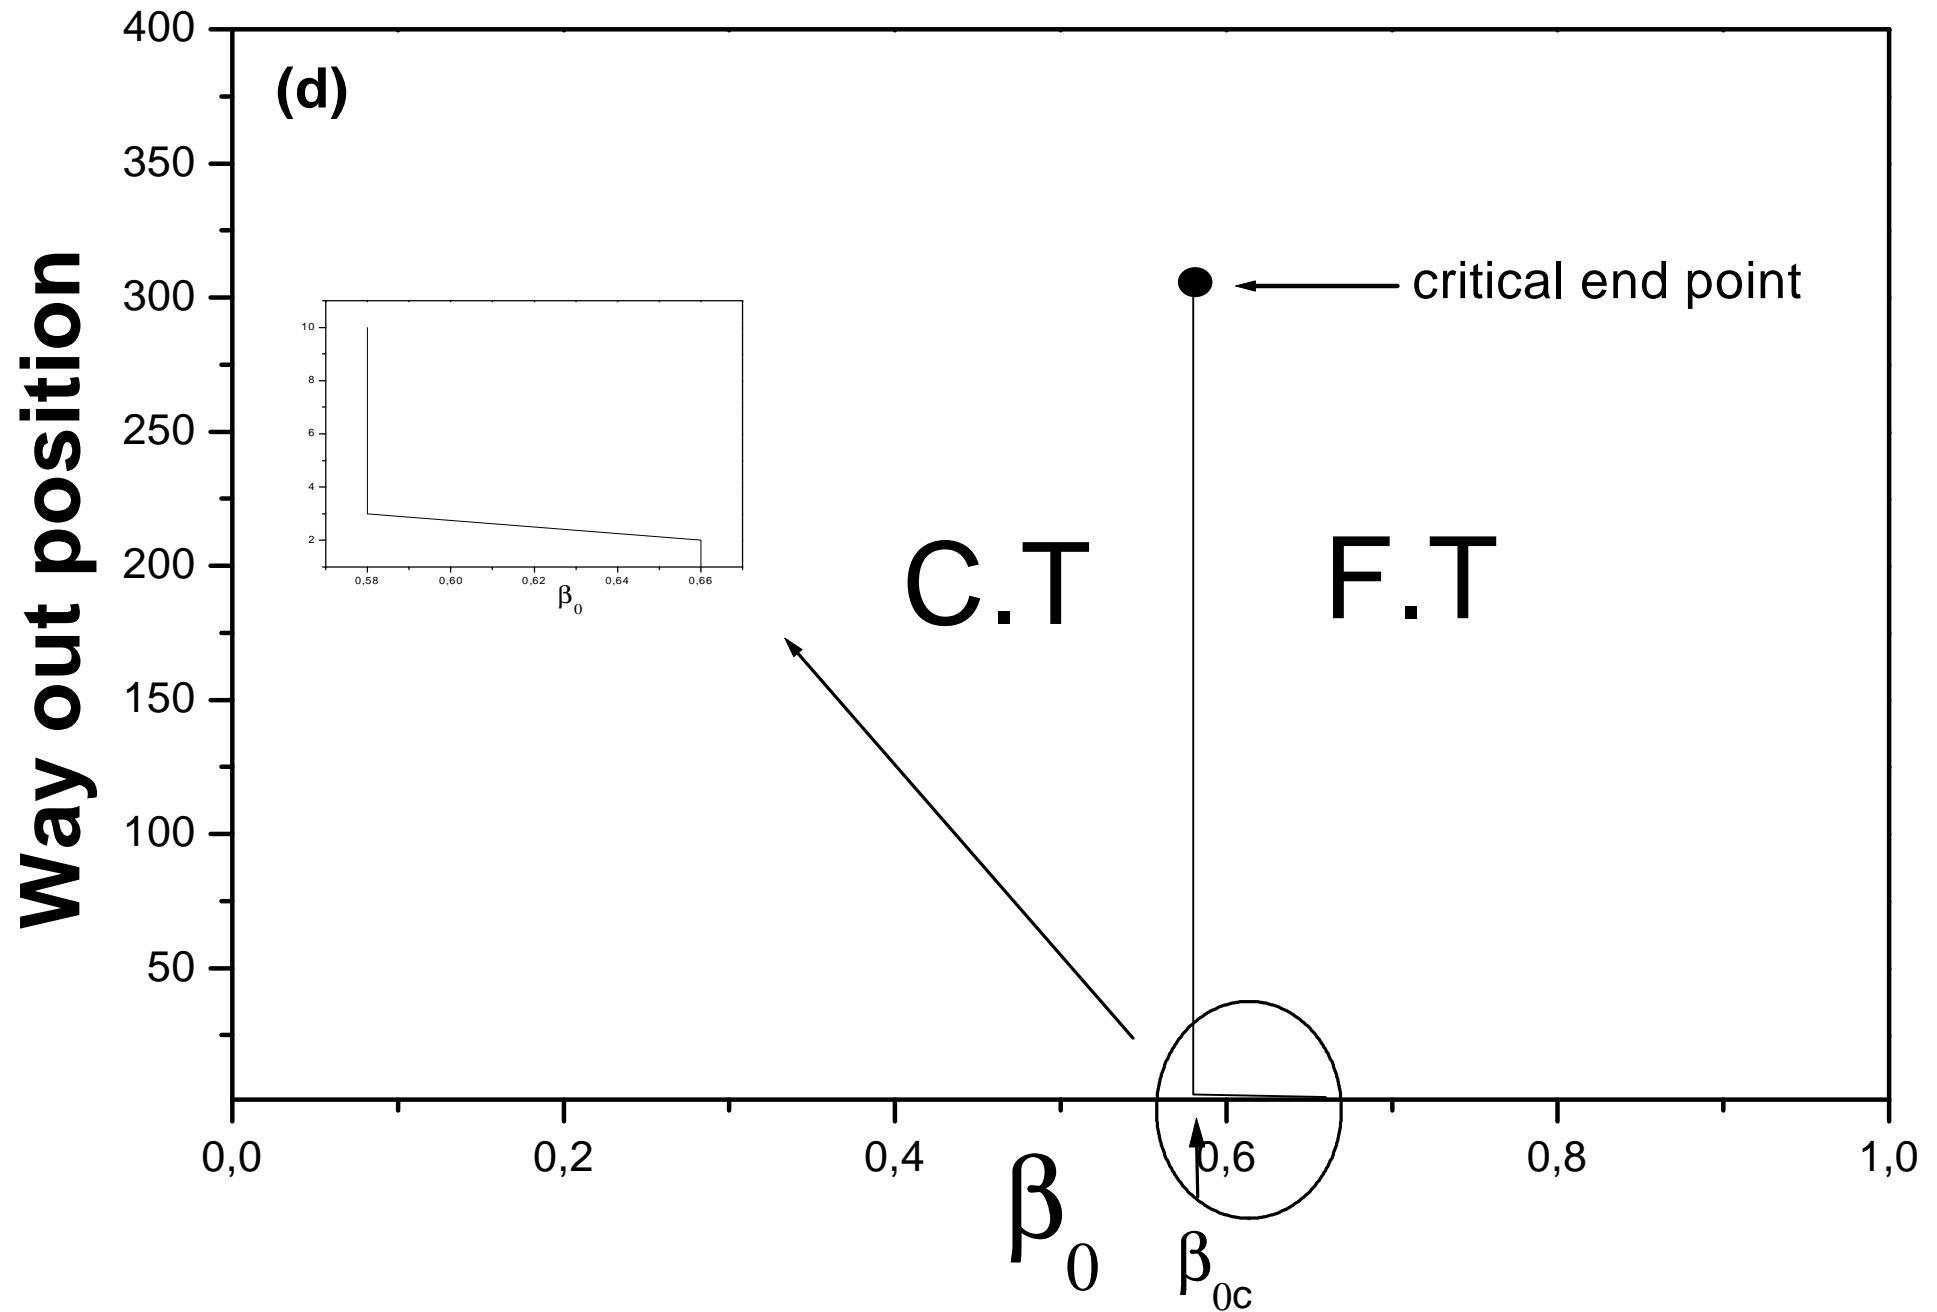 400
(d)
350
300
critical end point
250
200
150
100
50
Way out position
10
8
6
4
2
0,58 0,60 0,62 0,64 0,66
β0
C.T
F.T
0,0 0,2 0,4 0,6 0,8 1,0
β0
β0c